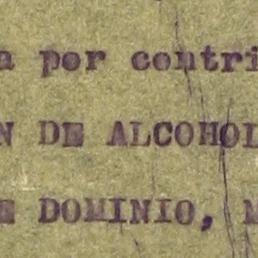 a por contri
N DE ALCOHOL
E DOMINIO, M